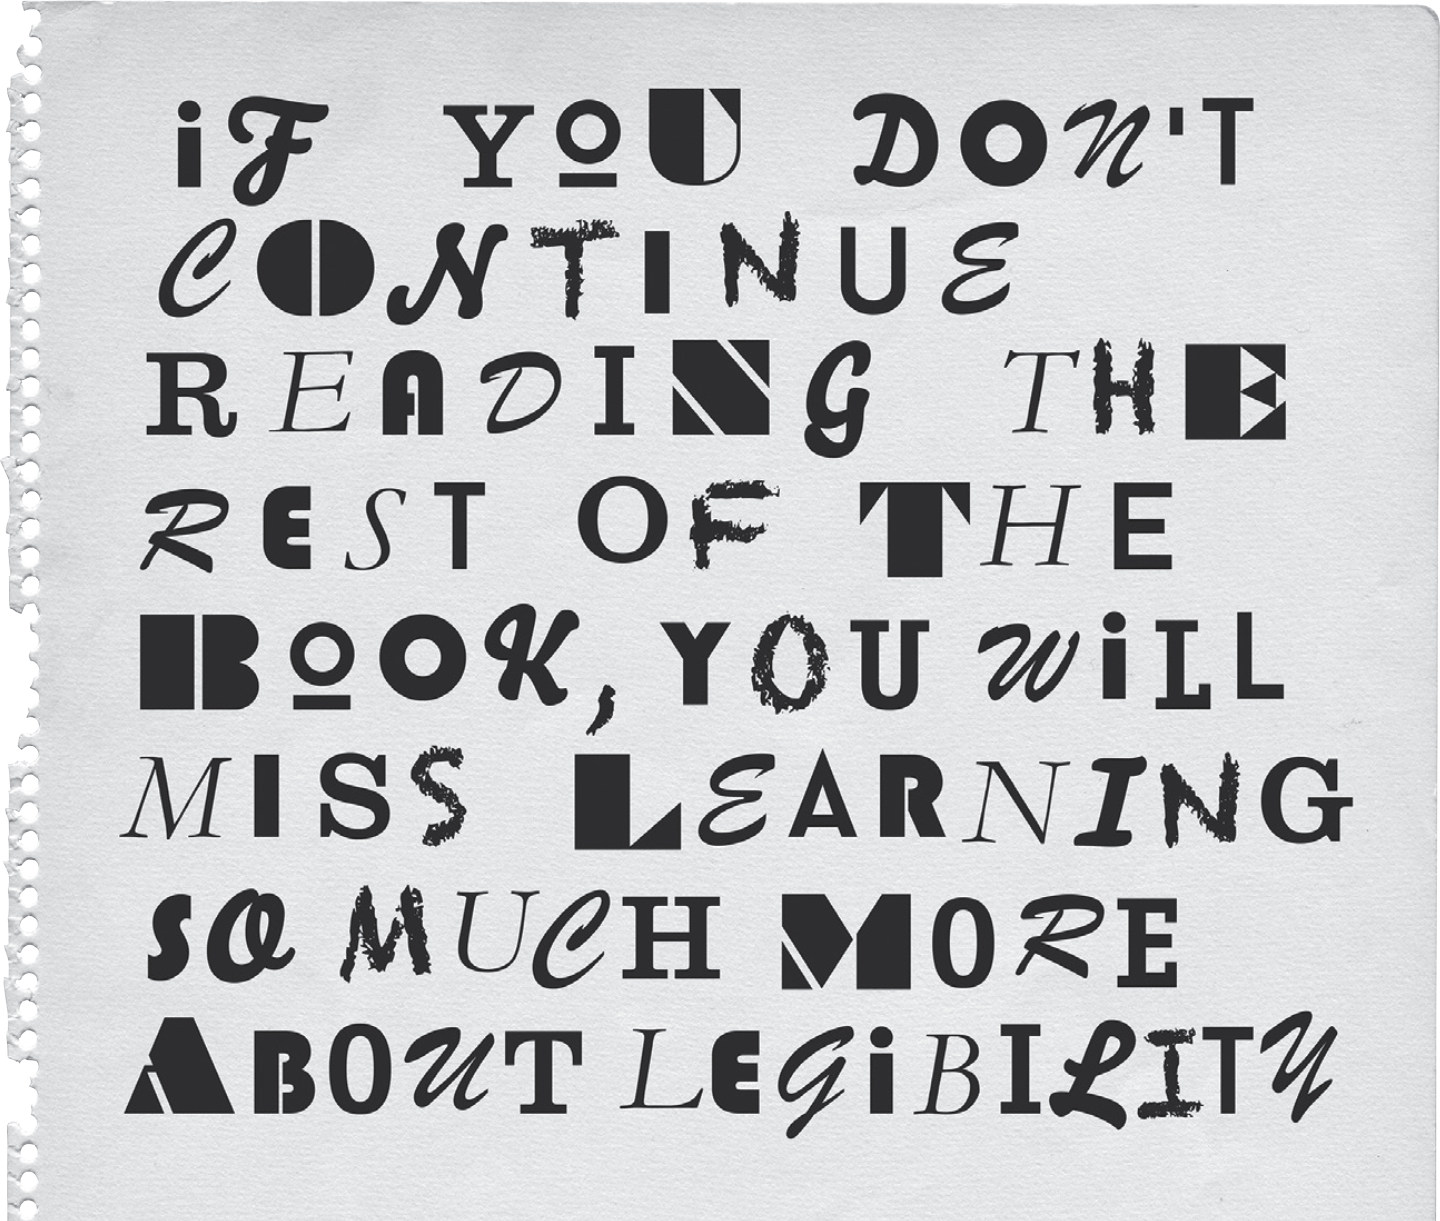 iF YoU DON'T
CONTINUE
READING THE
REST OF THE
BOOK, YOU WiLL
MISS LEARNING
SO MUCH MORE
ABOUT LEGiBILITY